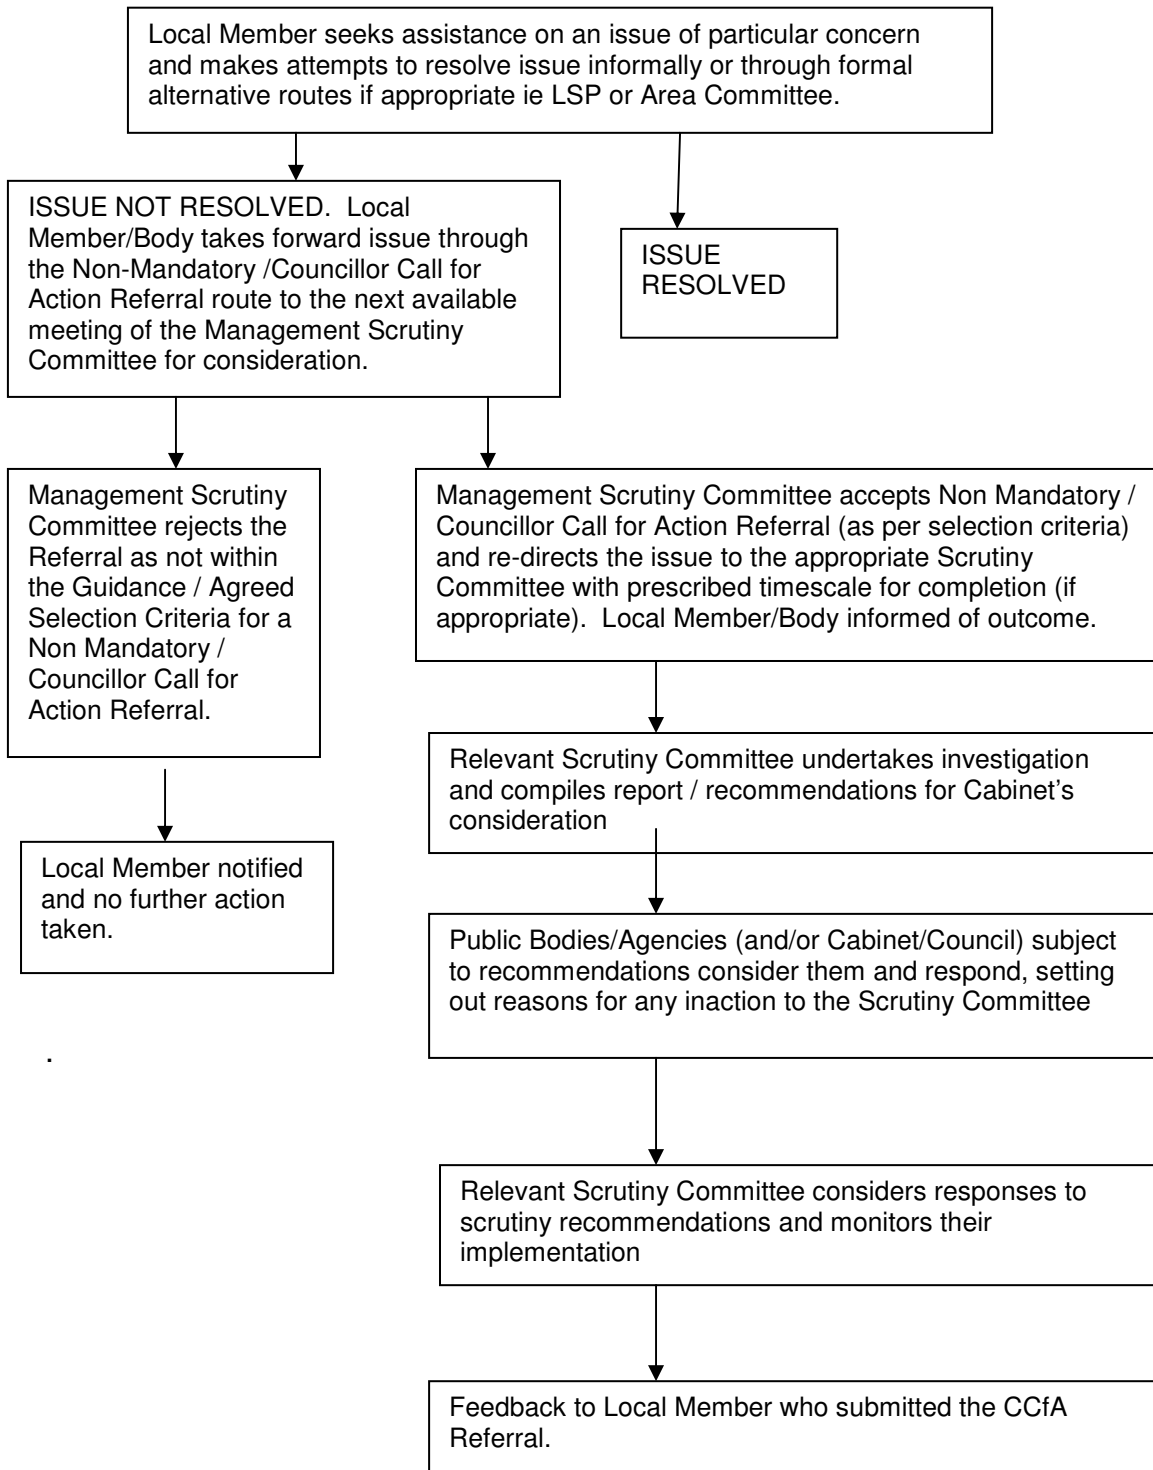 Local Member seeks assistance on an issue of particular concern
and makes attempts to resolve issue informally or through formal
alternative routes if appropriate ie LSP or Area Committee.
ISSUE NOT RESOLVED.  Local
Member/Body takes forward issue through
the Non-Mandatory /Councillor Call for
Action Referral route to the next available
meeting of the Management Scrutiny
Committee for consideration.
ISSUE
RESOLVED
Management Scrutiny
Committee rejects the
Referral as not within
the Guidance / Agreed
Selection Criteria for a
Non Mandatory /
Councillor Call for
Action Referral.
Management Scrutiny Committee accepts Non Mandatory /
Councillor Call for Action Referral (as per selection criteria)
and re-directs the issue to the appropriate Scrutiny
Committee with prescribed timescale for completion (if
appropriate).  Local Member/Body informed of outcome.
Relevant Scrutiny Committee undertakes investigation
and compiles report / recommendations for Cabinet's
consideration
Local Member notified
and no further action
taken.
Public Bodies/Agencies (and/or Cabinet/Council) subject
to recommendations consider them and respond, setting
out reasons for any inaction to the Scrutiny Committee
.
Relevant Scrutiny Committee considers responses to
scrutiny recommendations and monitors their
implementation
Feedback to Local Member who submitted the CCfA
Referral.